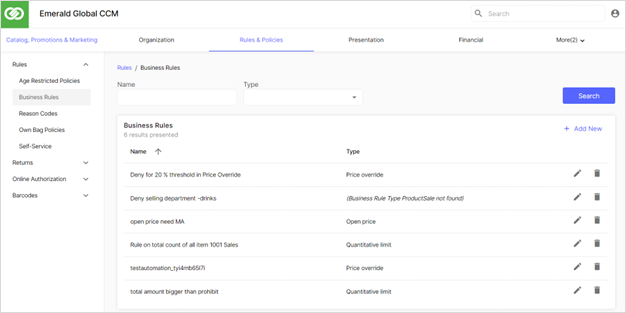 Emerald Global CCM
Search
Catalog, Promotions & Marketing Organization Rules & Policies Presentation Financial More(2)
Rules
Age Restricted Policies
Business Rules
Reason Codes
Own Bag Policies
Self-Service
Returns
Online Authorization
Barcodes
Rules / Business Rules
Name Type
Search
Business Rules
6 results presented
Add New
Name Type
Deny for 20 % threshold in Price Override Price override
Deny selling department -drinks (Business Rule Type ProductSale not found)
open price need MA Open price
Rule on total count of all item 1001 Sales Quantitative limit
testautomation_tyi4mb65l7i Price override
total amount bigger than prohibit Quantitative limit